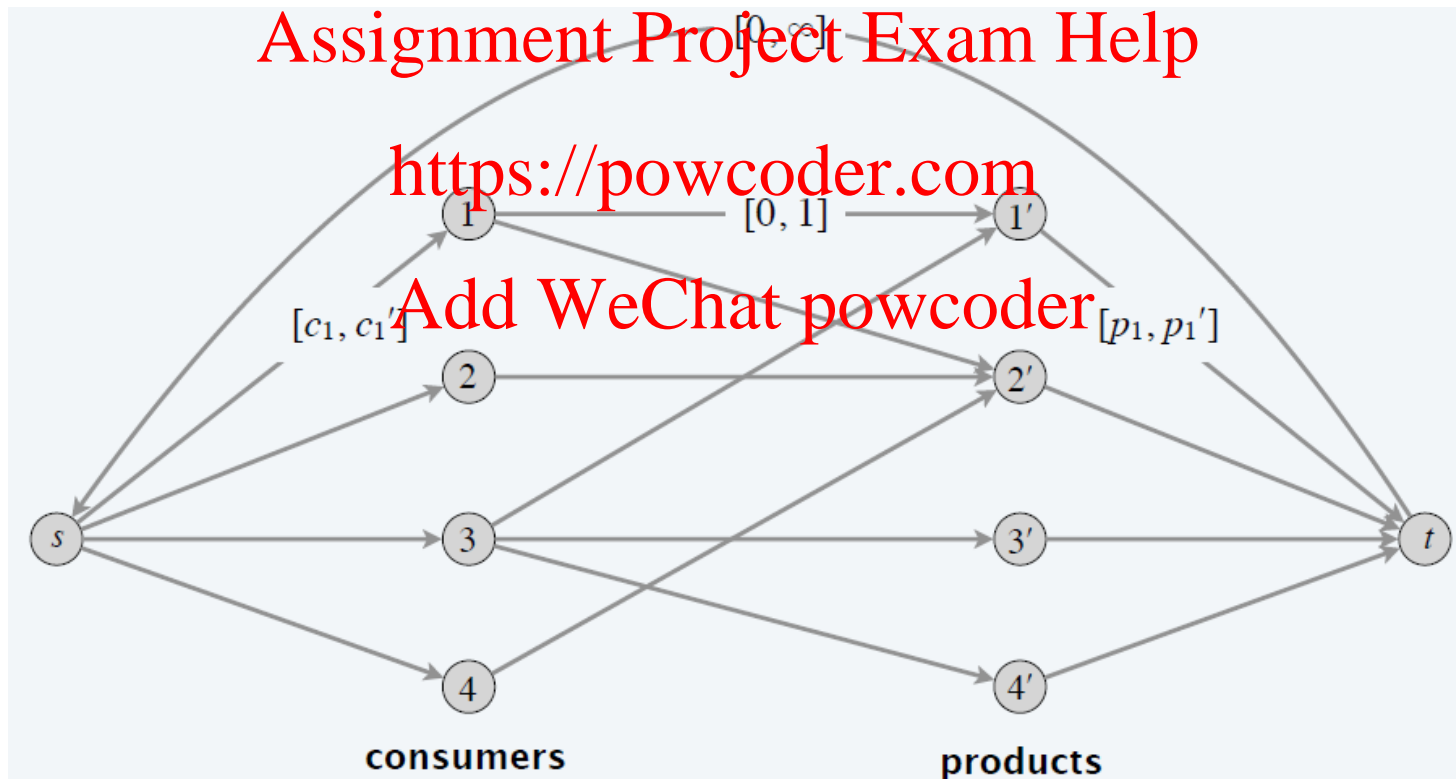 Assignment Project Exam Help
[0, ∞]
https://powcoder.com
1
[0, 1]
1′
Add WeChat powcoder
[c₁, c₁′]
[p₁, p₁′]
2
2′
s
3
3′
t
4
4′
consumers
products